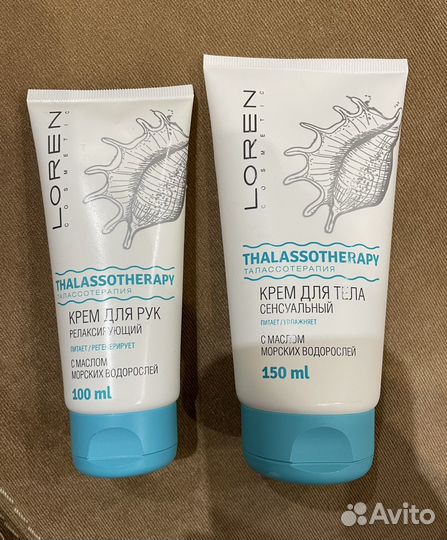 LOREN
COSMETIC
THALASSOTHERAPY
ТАЛАССОТЕРАПИЯ
КРЕМ ДЛЯ РУК
РЕЛАКСИРУЮЩИЙ
ПИТАЕТ / РЕГЕНЕРИРУЕТ
С МАСЛОМ
МОРСКИХ ВОДОРОСЛЕЙ
100 ml
LOREN
COSMETIC
THALASSOTHERAPY
ТАЛАССОТЕРАПИЯ
КРЕМ ДЛЯ ТЕЛА
СЕНСУАЛЬНЫЙ
ПИТАЕТ / УВЛАЖНЯЕТ
С МАСЛОМ
МОРСКИХ ВОДОРОСЛЕЙ
150 ml
Avito